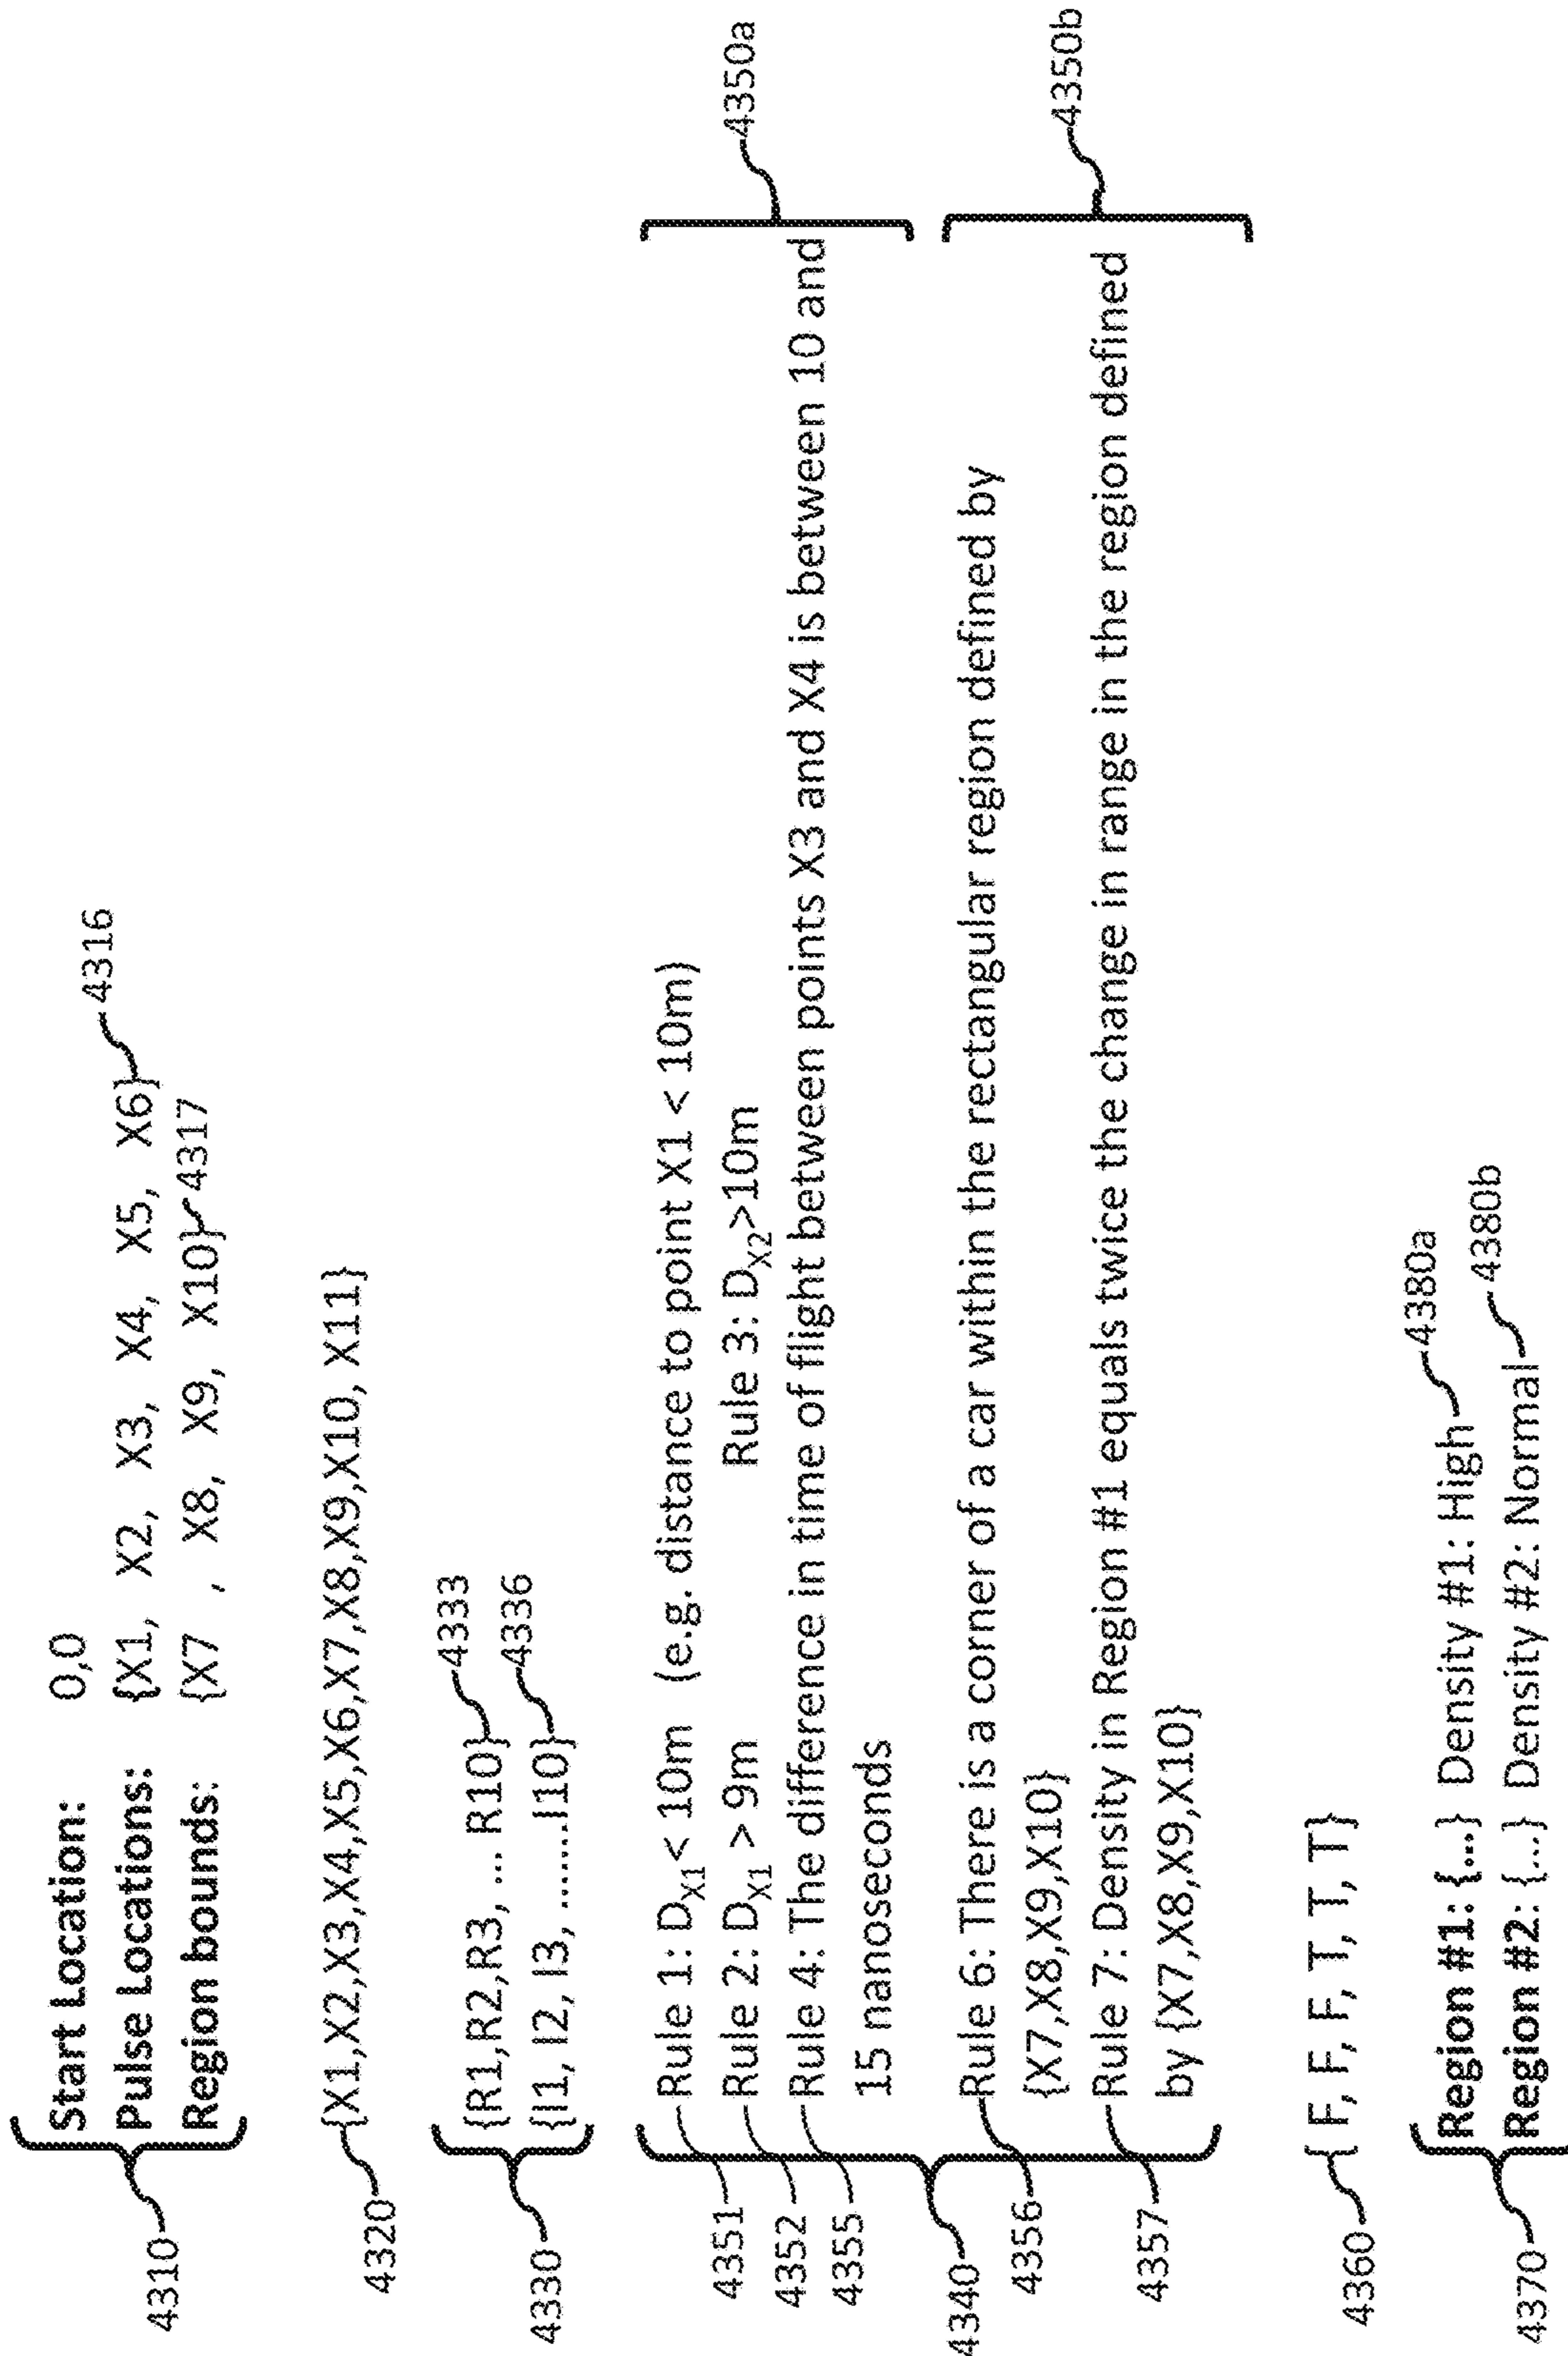 Start Location: 0,0
Pulse Locations: {X1, X2, X3, X4, X5, X6} 4316
Region bounds: {X7 , X8, X9, X10} 4317
4310
{X1,X2,X3,X4,X5,X6,X7,X8,X9,X10, X11}
4320
{R1,R2,R3, ... R10} 4333
{I1, I2, I3, .......I10} 4336
4330
Rule 1: DX1< 10m (e.g. distance to point X1 < 10m)
4351
Rule 2: DX1 > 9m Rule 3: DX2>10m
4352
Rule 4: The difference in time of flight between points X3 and X4 is between 10 and
15 nanoseconds
4355
4350a
4340
Rule 6: There is a corner of a car within the rectangular region defined by
{X7,X8,X9,X10}
4356
Rule 7: Density in Region #1 equals twice the change in range in the region defined
by {X7,X8,X9,X10}
4357
4350b
{ F, F, F, T, T, T}
4360
Region #1: {...} Density #1: High 4380a
Region #2: {...} Density #2: Normal 4380b
4370